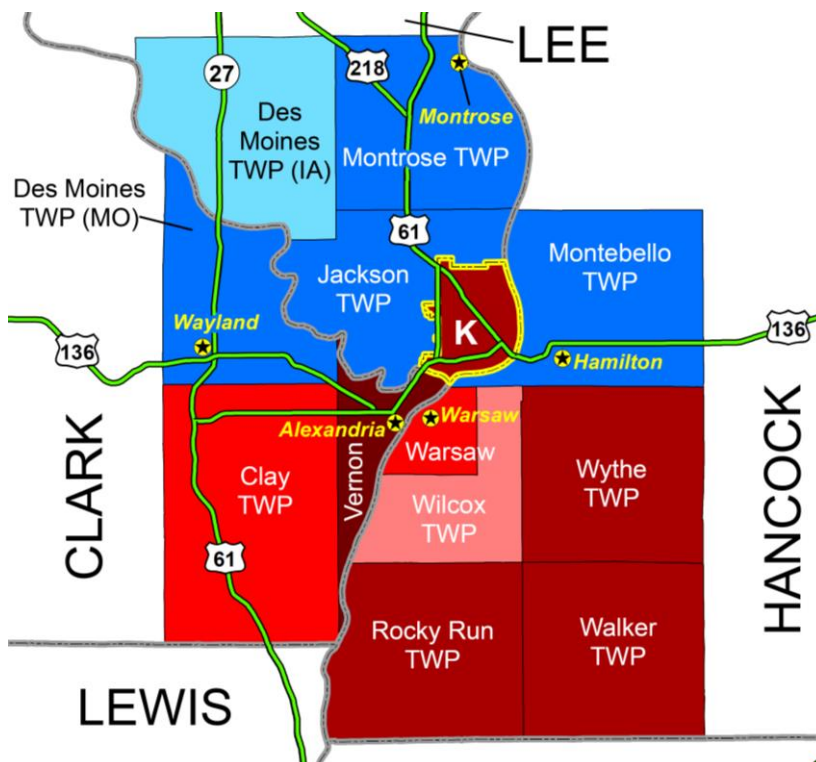 LEE
27
218
Des
Moines
TWP (IA)
Montrose
Montrose TWP
Des Moines
TWP (MO)
61
Jackson
TWP
Montebello
TWP
Wayland
K
136
136
Hamilton
CLARK
Alexandria
Warsaw
Warsaw
Clay
TWP
Vernon
Wilcox
TWP
Wythe
TWP
HANCOCK
61
Rocky Run
TWP
Walker
TWP
LEWIS